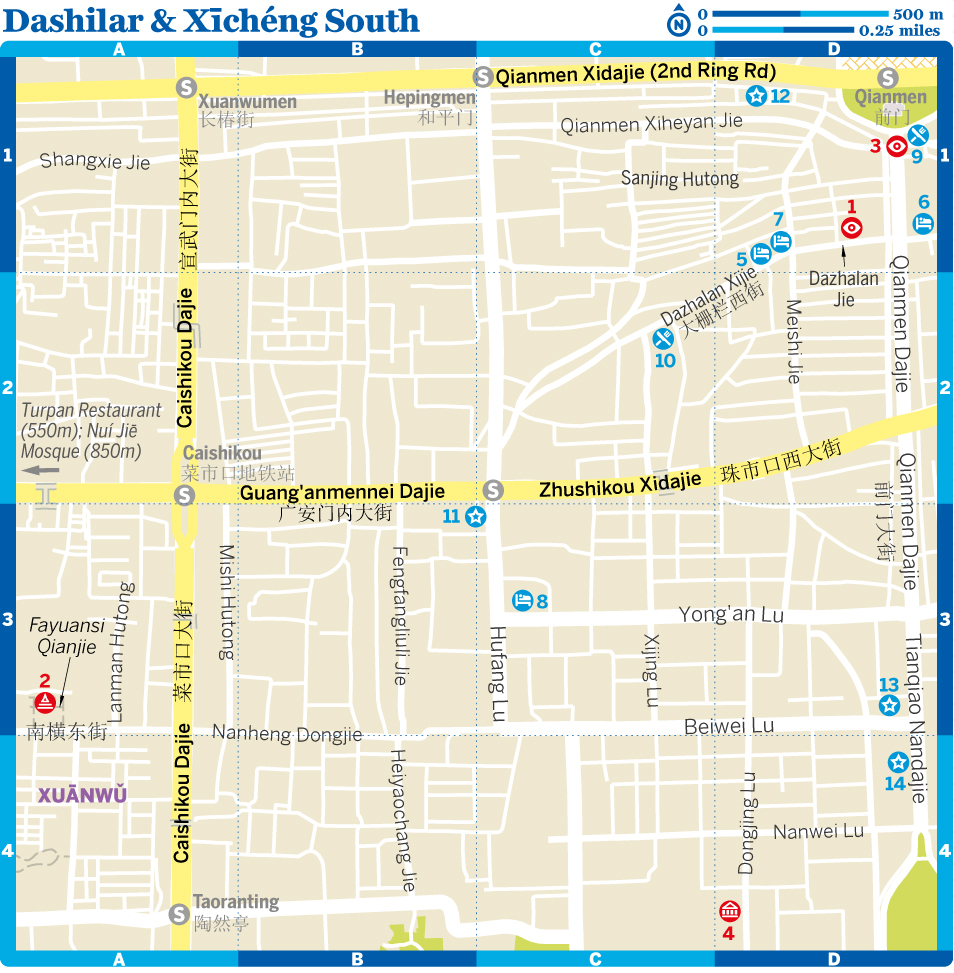 Dashilar & Xīchéng South
N
0 500 m
0 0.25 miles
A B C D
Qianmen Xidajie (2nd Ring Rd)
S
Xuanwumen
长椿街
S
Hepingmen
和平门
S
Qianmen
前门
12
Qianmen Xiheyan Jie
3
9
1
1
Shangxie Jie
宣武门内大街
Sanjing Hutong
1
6
7
5
Dazhalan
Jie
Dazhalan Xijie
大栅栏西街
Qianmen Dajie
Meishi Jie
10
Caishikou Dajie
2
2
Turpan Restaurant
(550m); Nuí Jiē
Mosque (850m)
Caishikou
菜市口地铁站
S
Guang'anmennei Dajie
广安门内大街
S
Zhushikou Xidajie
珠市口西大街
Qianmen Dajie
前门大街
11
Mishi Hutong
Fengfangliuli Jie
8
Yong'an Lu
3
3
Lanman Hutong
菜市口大街
Fayuansi
Qianjie
2
南横东街
Hufang Lu
Xijing Lu
Tianqiao Nandajie
13
Nanheng Dongjie
Beiwei Lu
14
XUĀNWǓ
Caishikou Dajie
Heiyaochang Jie
Dongjing Lu
Nanwei Lu
4
4
S
Taoranting
陶然亭
4
A B C D